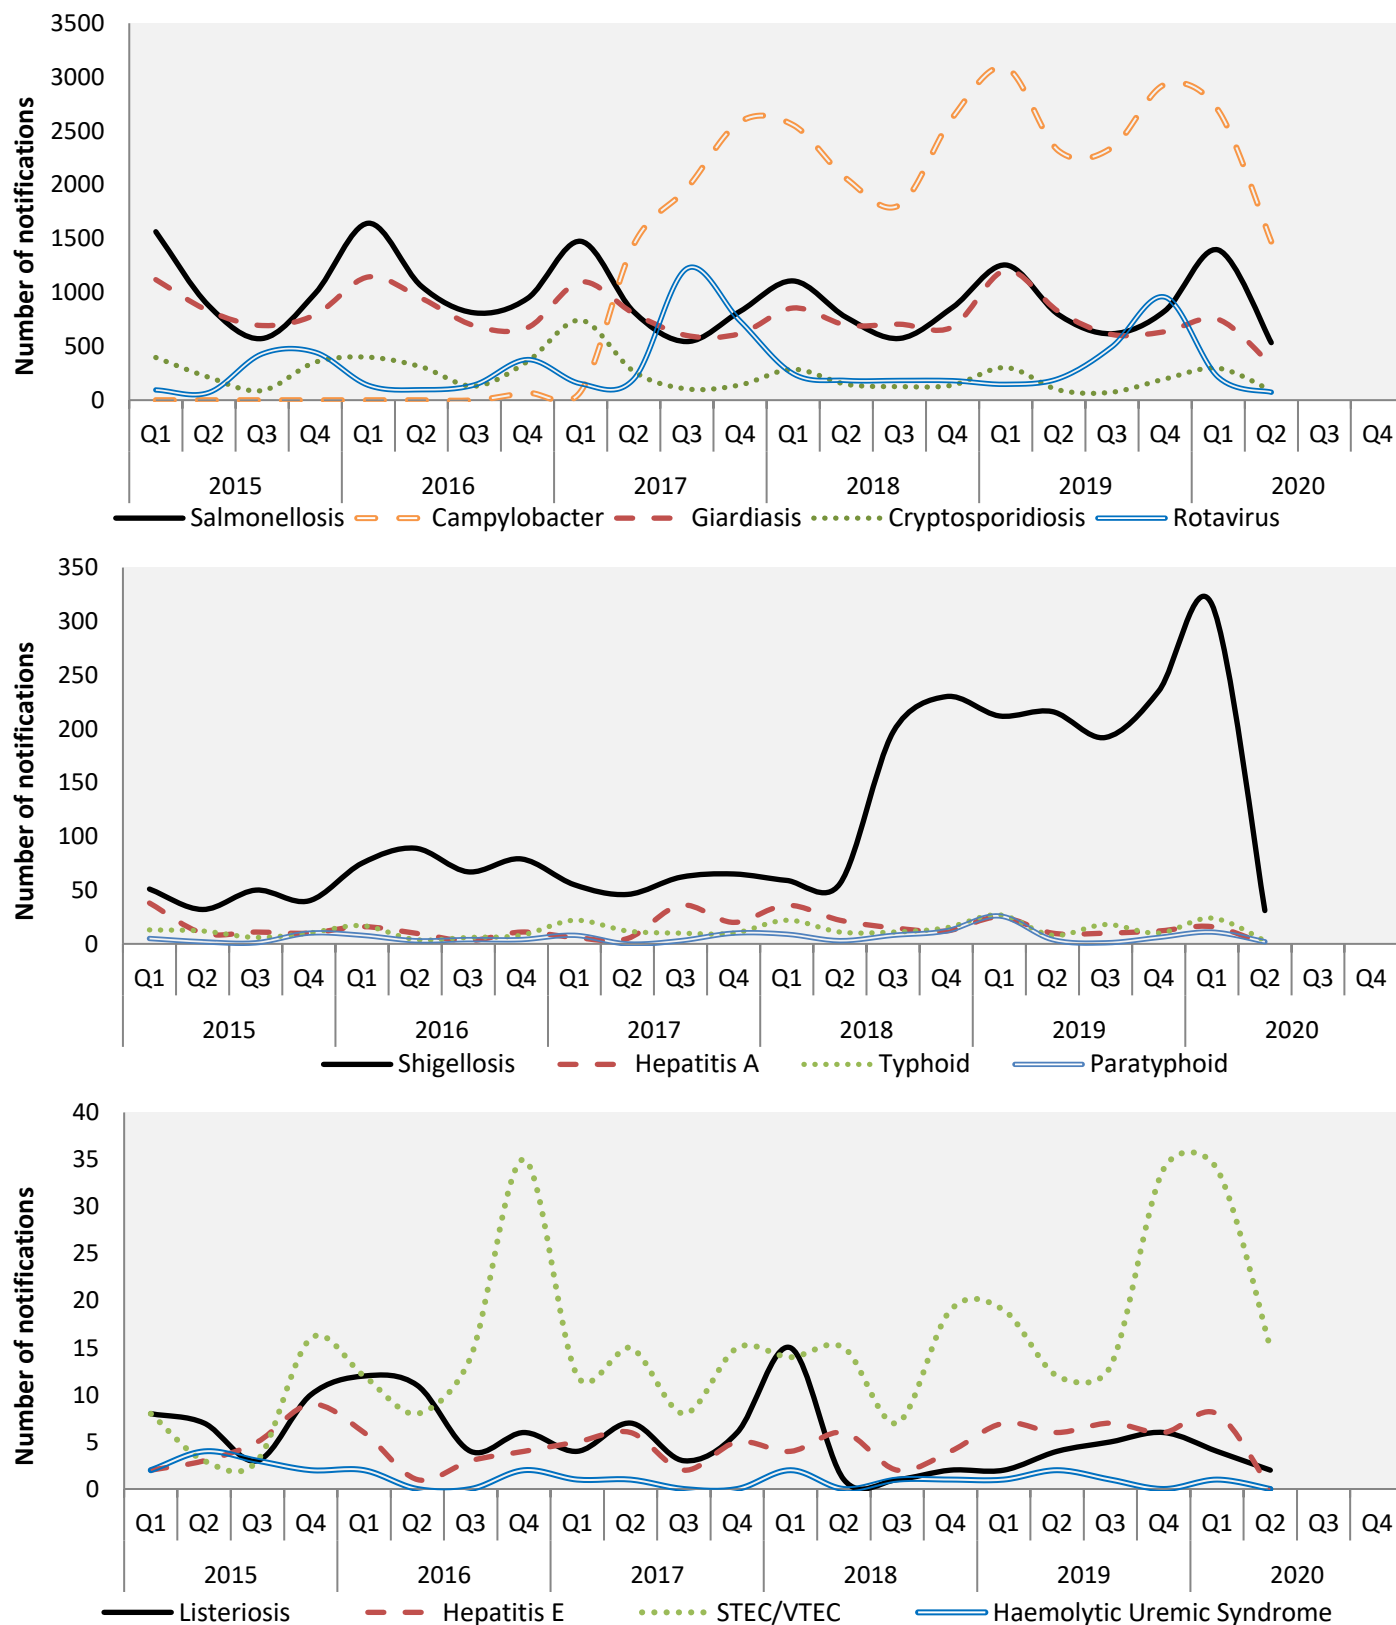 Number of notifications
3500
3000
2500
2000
1500
1000
500
0
Q1 Q2 Q3 Q4 Q1 Q2 Q3 Q4 Q1 Q2 Q3 Q4 Q1 Q2 Q3 Q4 Q1 Q2 Q3 Q4 Q1 Q2 Q3 Q4
2015 2016 2017 2018 2019 2020
Salmonellosis Campylobacter Giardiasis Cryptosporidiosis Rotavirus
Number of notifications
350
300
250
200
150
100
50
0
Q1 Q2 Q3 Q4 Q1 Q2 Q3 Q4 Q1 Q2 Q3 Q4 Q1 Q2 Q3 Q4 Q1 Q2 Q3 Q4 Q1 Q2 Q3 Q4
2015 2016 2017 2018 2019 2020
Shigellosis Hepatitis A Typhoid Paratyphoid
Number of notifications
40
35
30
25
20
15
10
5
0
Q1 Q2 Q3 Q4 Q1 Q2 Q3 Q4 Q1 Q2 Q3 Q4 Q1 Q2 Q3 Q4 Q1 Q2 Q3 Q4 Q1 Q2 Q3 Q4
2015 2016 2017 2018 2019 2020
Listeriosis Hepatitis E STEC/VTEC Haemolytic Uremic Syndrome